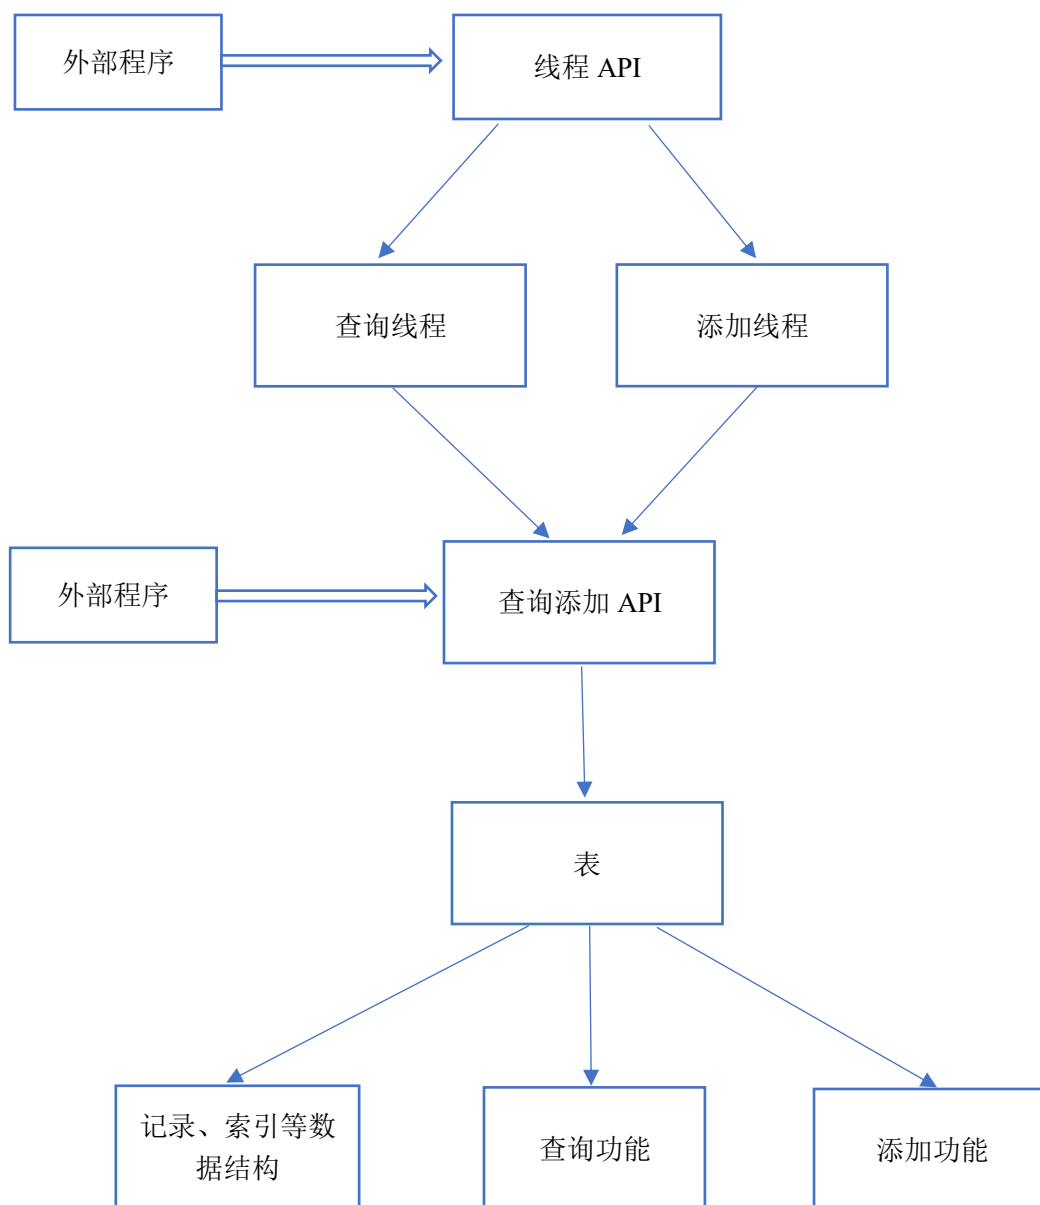 外部程序
线程 API
查询线程
添加线程
外部程序
查询添加 API
表
记录、索引等数
据结构
查询功能
添加功能